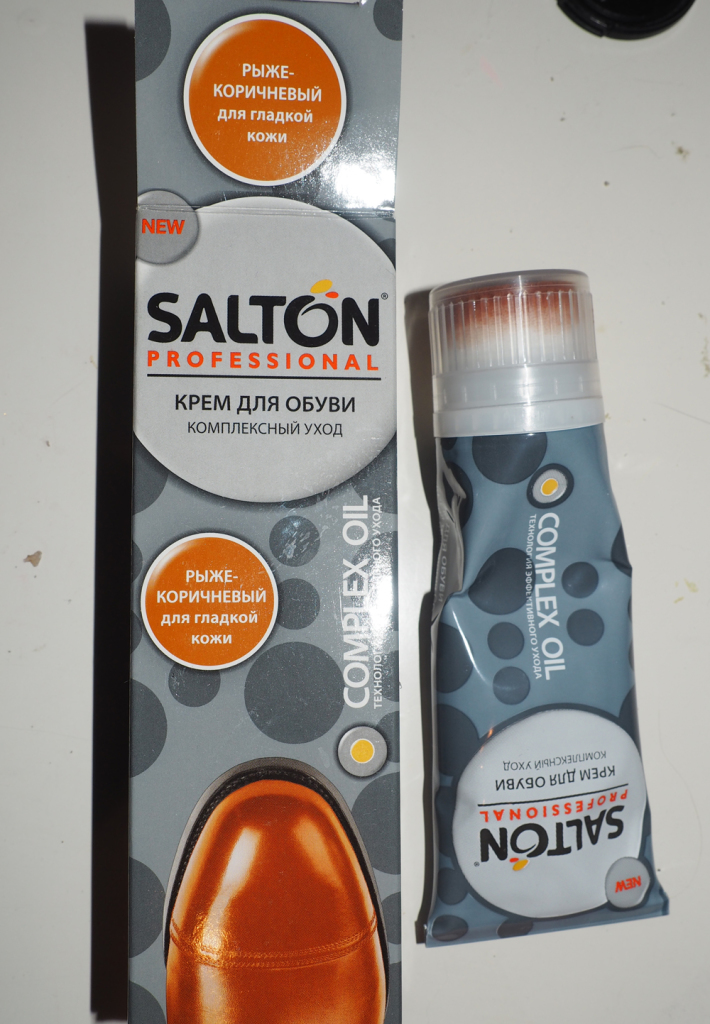 РЫЖЕ-
КОРИЧНЕВЫЙ
для гладкой
кожи
NEW
SALTON®
PROFESSIONAL
КРЕМ ДЛЯ ОБУВИ
КОМПЛЕКСНЫЙ УХОД
COMPLEX OIL
РЫЖЕ-
КОРИЧНЕВЫЙ
для гладкой
кожи
COMPLEX OIL
ТЕХНОЛОГИЯ ЭФФЕКТИВНОГО УХОДА
NEW
SALTON®
PROFESSIONAL
КРЕМ ДЛЯ ОБУВИ
КОМПЛЕКСНЫЙ УХОД